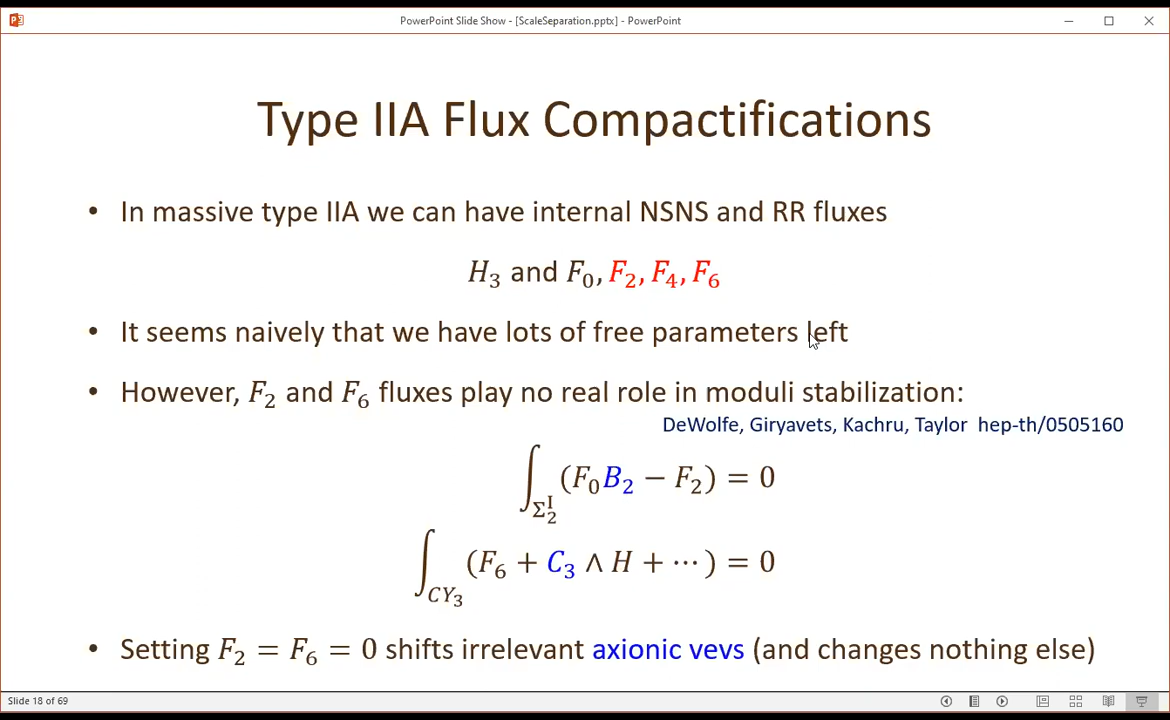 PowerPoint Slide Show - [ScaleSeparation.pptx] - PowerPoint
Type IIA Flux Compactifications
• In massive type IIA we can have internal NSNS and RR fluxes
H₃ and F₀, F₂, F₄, F₆
• It seems naively that we have lots of free parameters left
• However, F₂ and F₆ fluxes play no real role in moduli stabilization:
DeWolfe, Giryavets, Kachru, Taylor hep-th/0505160
∫_{Σ₂^I} (F₀B₂ − F₂) = 0
∫_{CY₃} (F₆ + C₃ ∧ H + ⋯) = 0
• Setting F₂ = F₆ = 0 shifts irrelevant axionic vevs (and changes nothing else)
Slide 18 of 69